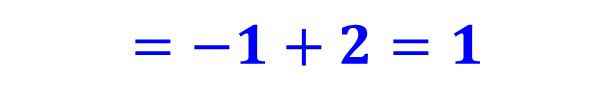 = −1 + 2 = 1